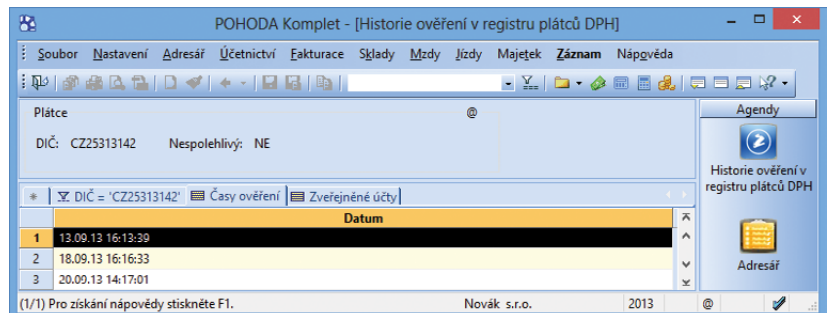 POHODA Komplet - [Historie ověření v registru plátců DPH]
Soubor Nastavení Adresář Účetnictví Fakturace Sklady Mzdy Jízdy Majetek Záznam Nápověda
Plátce @
DIČ: CZ25313142 Nespolehlivý: NE
Agendy
Historie ověření v
registru plátců DPH
Adresář
* DIČ = 'CZ25313142' Časy ověření Zveřejněné účty
Datum
1 13.09.13 16:13:39
2 18.09.13 16:16:33
3 20.09.13 14:17:01
(1/1) Pro získání nápovědy stiskněte F1. Novák s.r.o. 2013 @